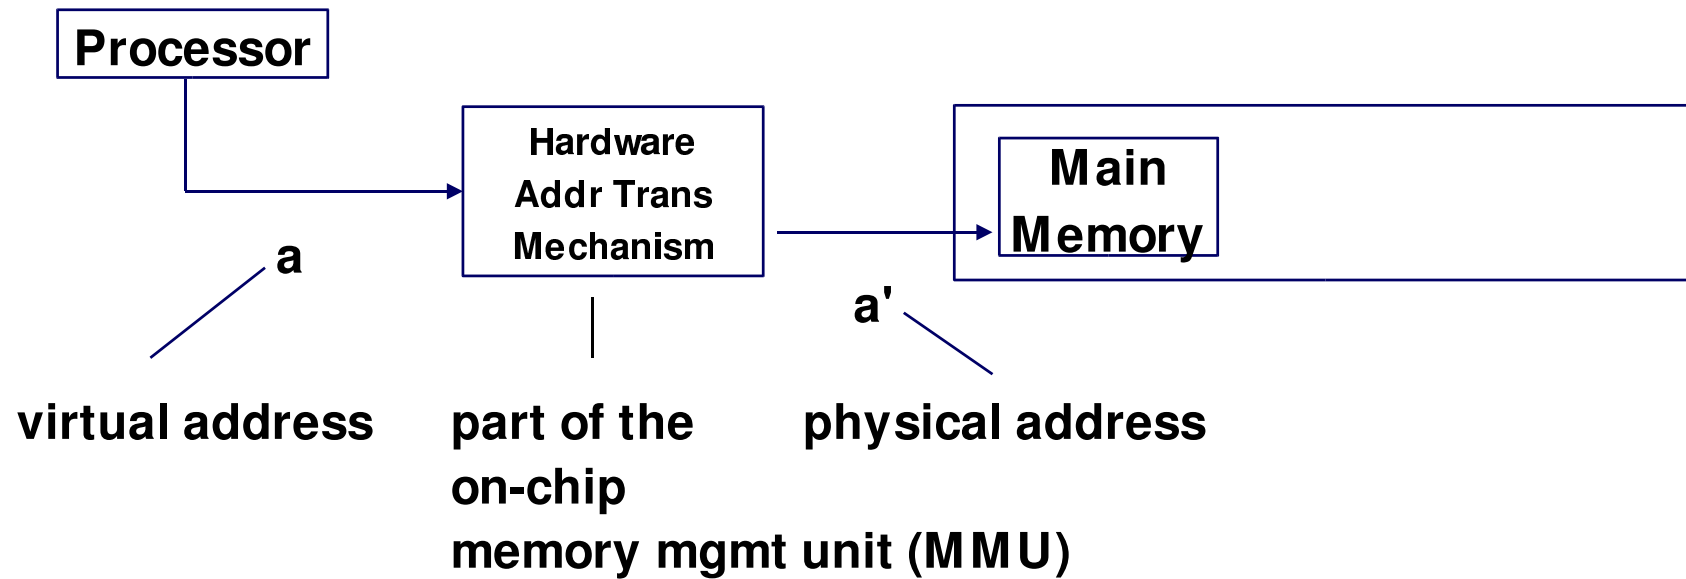 Processor
Hardware
Addr Trans
Mechanism
Main
Memory
a
a'
virtual address
part of the
on-chip
memory mgmt unit (MMU)
physical address